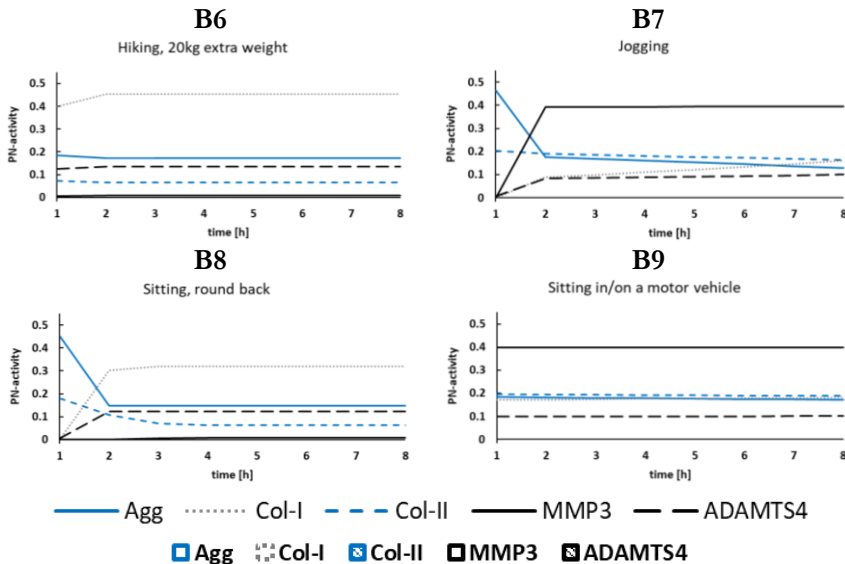 B6
Hiking, 20kg extra weight
PN-activity
0.5
0.4
0.3
0.2
0.1
0
1 2 3 4 5 6 7 8
time [h]
B7
Jogging
PN-activity
0.5
0.4
0.3
0.2
0.1
0
1 2 3 4 5 6 7 8
time [h]
B8
Sitting, round back
PN-activity
0.5
0.4
0.3
0.2
0.1
0
1 2 3 4 5 6 7 8
time [h]
B9
Sitting in/on a motor vehicle
PN-activity
0.5
0.4
0.3
0.2
0.1
0
1 2 3 4 5 6 7 8
time [h]
Agg Col-I Col-II MMP3 ADAMTS4
Agg Col-I Col-II MMP3 ADAMTS4